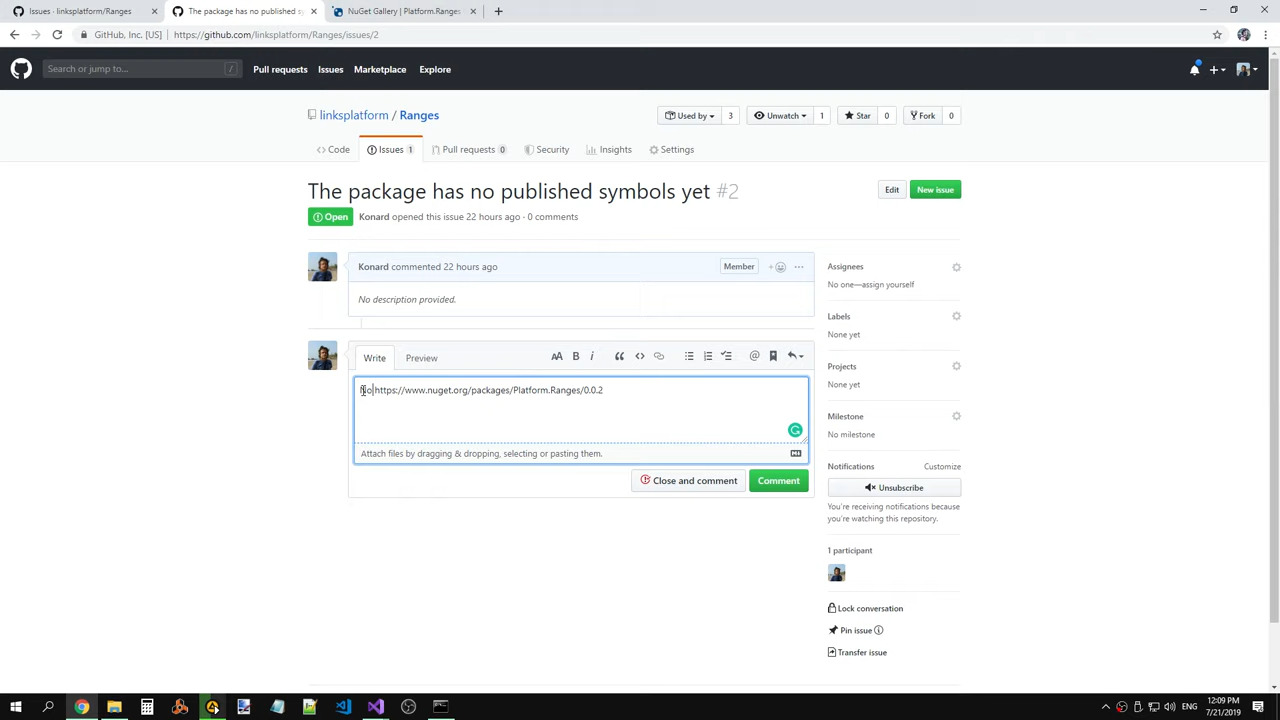 Issues · linksplatform/Ranges
The package has no published sy
NuGet Gallery | Platform.Ranges
GitHub, Inc. [US] | https://github.com/linksplatform/Ranges/issues/2
Search or jump to... /
Pull requests Issues Marketplace Explore
linksplatform / Ranges
Used by 3 Unwatch 1 Star 0 Fork 0
Code Issues 1 Pull requests 0 Security Insights Settings
The package has no published symbols yet #2
Edit New issue
Open Konard opened this issue 22 hours ago · 0 comments
Konard commented 22 hours ago Member
No description provided.
Write Preview
No https://www.nuget.org/packages/Platform.Ranges/0.0.2
Attach files by dragging & dropping, selecting or pasting them.
Close and comment Comment
Assignees
No one—assign yourself
Labels
None yet
Projects
None yet
Milestone
No milestone
Notifications Customize
Unsubscribe
You're receiving notifications because
you're watching this repository.
1 participant
Lock conversation
Pin issue
Transfer issue
ENG
12:09 PM
7/21/2019